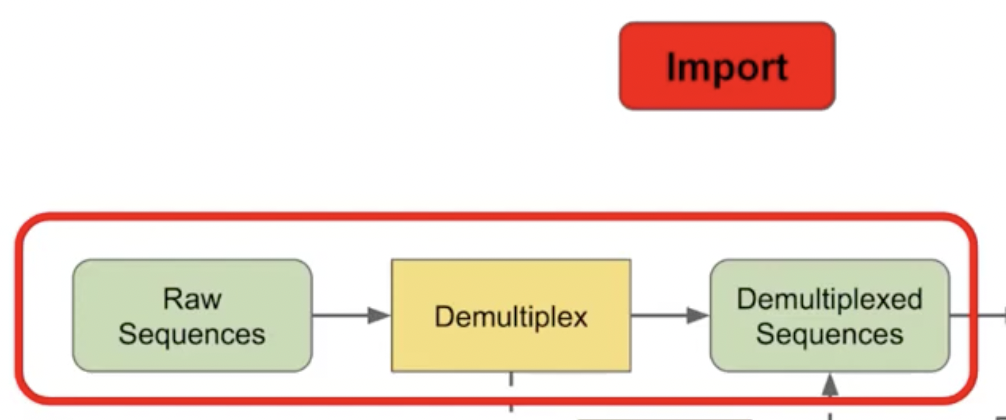 Import
Raw
Sequences
Demultiplex
Demultiplexed
Sequences